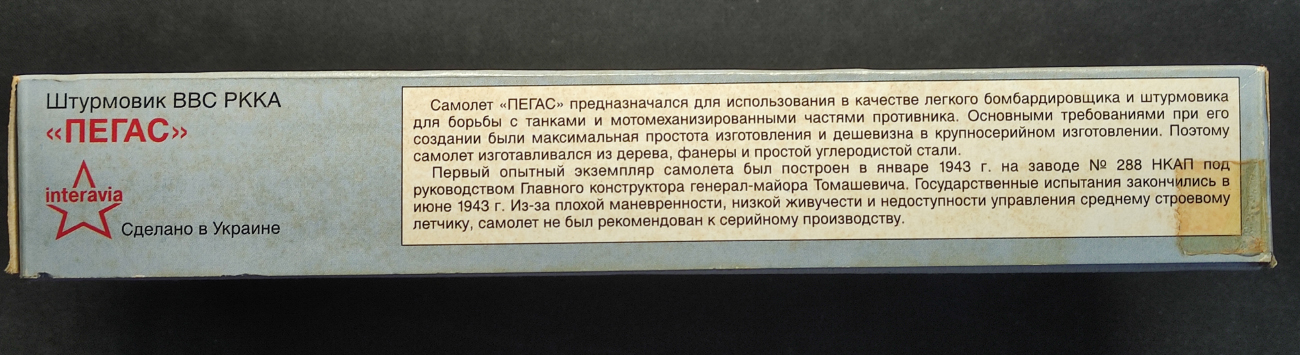 Штурмовик ВВС РККА
«ПЕГАС»
interavia
Сделано в Украине
Самолет «ПЕГАС» предназначался для использования в качестве легкого бомбардировщика и штурмовика
для борьбы с танками и мотомеханизированными частями противника. Основными требованиями при его
создании были максимальная простота изготовления и дешевизна в крупносерийном изготовлении. Поэтому
самолет изготавливался из дерева, фанеры и простой углеродистой стали.
Первый опытный экземпляр самолета был построен в январе 1943 г. на заводе № 288 НКАП под
руководством Главного конструктора генерал-майора Томашевича. Государственные испытания закончились в
июне 1943 г. Из-за плохой маневренности, низкой живучести и недоступности управления среднему строевому
летчику, самолет не был рекомендован к серийному производству.